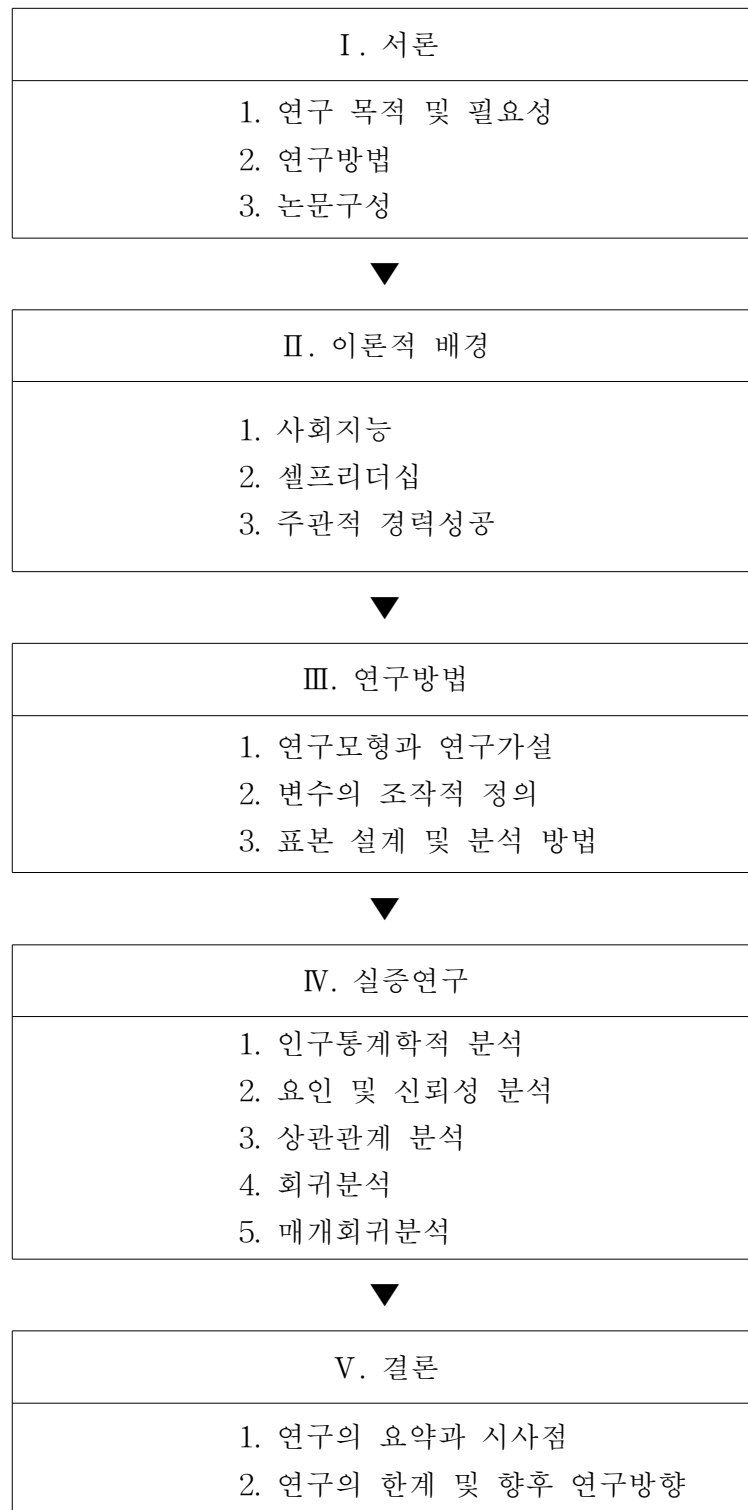 Ⅰ. 서론
1. 연구 목적 및 필요성
2. 연구방법
3. 논문구성
▼
Ⅱ. 이론적 배경
1. 사회지능
2. 셀프리더십
3. 주관적 경력성공
▼
Ⅲ. 연구방법
1. 연구모형과 연구가설
2. 변수의 조작적 정의
3. 표본 설계 및 분석 방법
▼
Ⅳ. 실증연구
1. 인구통계학적 분석
2. 요인 및 신뢰성 분석
3. 상관관계 분석
4. 회귀분석
5. 매개회귀분석
▼
Ⅴ. 결론
1. 연구의 요약과 시사점
2. 연구의 한계 및 향후 연구방향